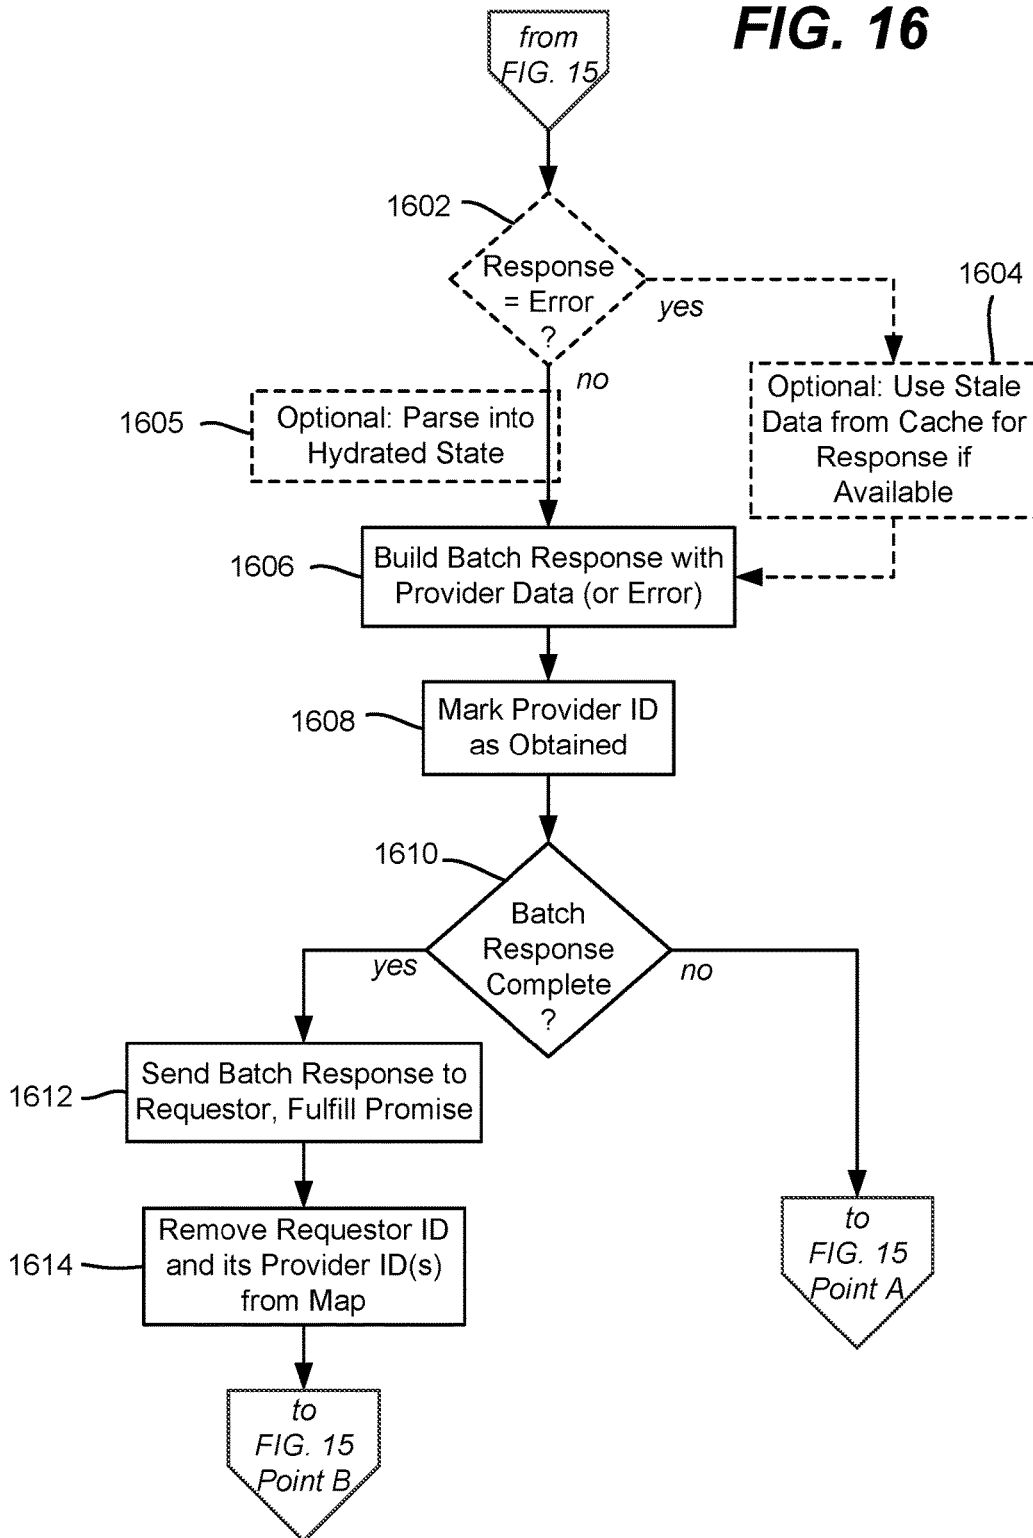 FIG. 16
from
FIG. 15
1602
Response
= Error
?
yes
no
1604
Optional: Use Stale
Data from Cache for
Response if
Available
1605
Optional: Parse into
Hydrated State
1606
Build Batch Response with
Provider Data (or Error)
1608
Mark Provider ID
as Obtained
1610
Batch
Response
Complete
?
yes
no
1612
Send Batch Response to
Requestor, Fulfill Promise
1614
Remove Requestor ID
and its Provider ID(s)
from Map
to
FIG. 15
Point A
to
FIG. 15
Point B